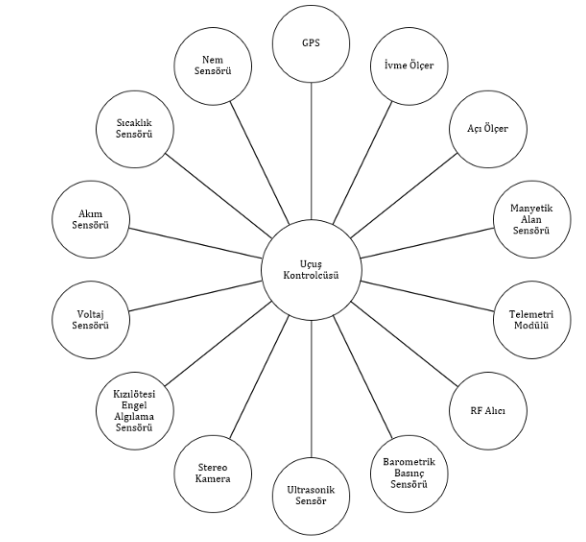 GPS
İvme Ölçer
Açı Ölçer
Manyetik
Alan
Sensörü
Telemetri
Modülü
RF Alıcı
Barometrik
Basınç
Sensörü
Ultrasonik
Sensör
Stereo
Kamera
Kızılötesi
Engel
Algılama
Sensörü
Voltaj
Sensörü
Akım
Sensörü
Sıcaklık
Sensörü
Nem
Sensörü
Uçuş
Kontrolcüsü